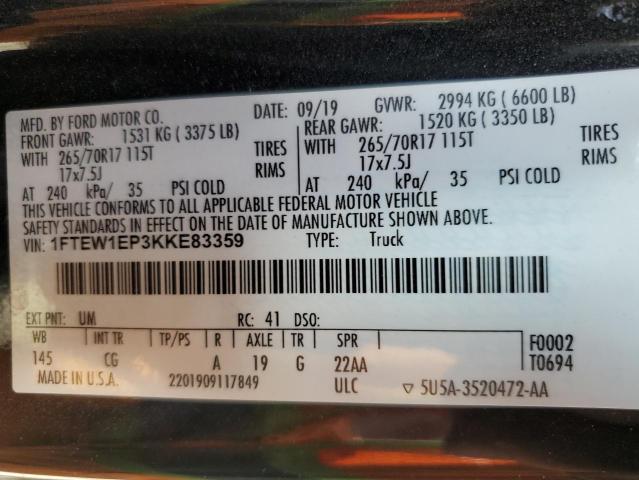 MFD. BY FORD MOTOR CO. DATE: 09/19 GVWR: 2994 KG ( 6600 LB)
FRONT GAWR: 1531 KG ( 3375 LB) REAR GAWR: 1520 KG ( 3350 LB)
WITH 265/70R17 115T TIRES WITH 265/70R17 115T TIRES
17x7.5J RIMS 17x7.5J RIMS
AT 240 kPa/ 35 PSI COLD AT 240 kPa/ 35 PSI COLD
THIS VEHICLE CONFORMS TO ALL APPLICABLE FEDERAL MOTOR VEHICLE
SAFETY STANDARDS IN EFFECT ON THE DATE OF MANUFACTURE SHOWN ABOVE.
VIN: 1FTEW1EP3KKE83359 TYPE: Truck
EXT PNT: UM RC: 41 DSO:
WB INT TR TP/PS R AXLE TR SPR F0002
145 CG A 19 G 22AA T0694
MADE IN U.S.A. 2201909117849 ULC ▽ 5U5A-3520472-AA